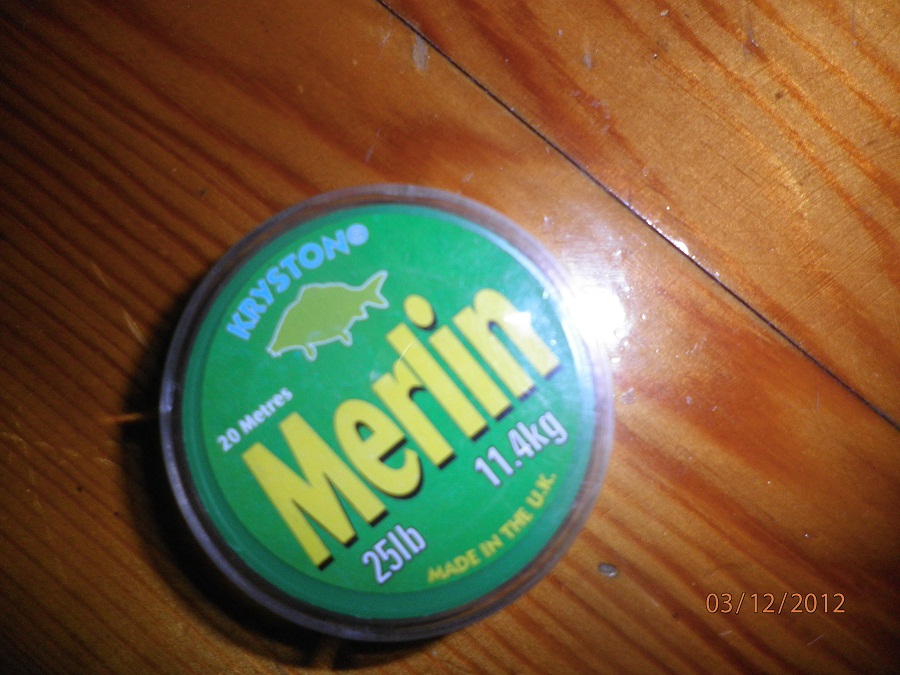 KRYSTON®
20 Metres
Merlin
25lb
11.4kg
MADE IN THE U.K.
03/12/2012